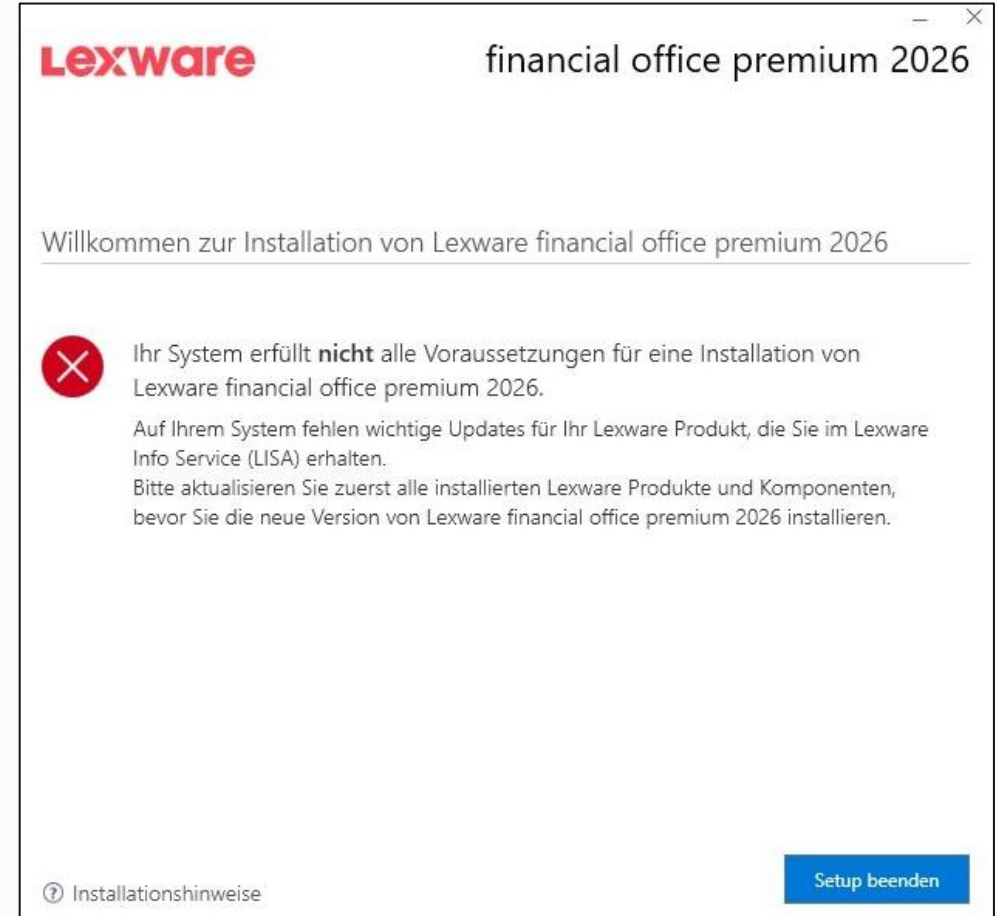 Lexware
financial office premium 2026
Willkommen zur Installation von Lexware financial office premium 2026
Ihr System erfüllt nicht alle Voraussetzungen für eine Installation von
Lexware financial office premium 2026.
Auf Ihrem System fehlen wichtige Updates für Ihr Lexware Produkt, die Sie im Lexware
Info Service (LISA) erhalten.
Bitte aktualisieren Sie zuerst alle installierten Lexware Produkte und Komponenten,
bevor Sie die neue Version von Lexware financial office premium 2026 installieren.
Installationshinweise
Setup beenden